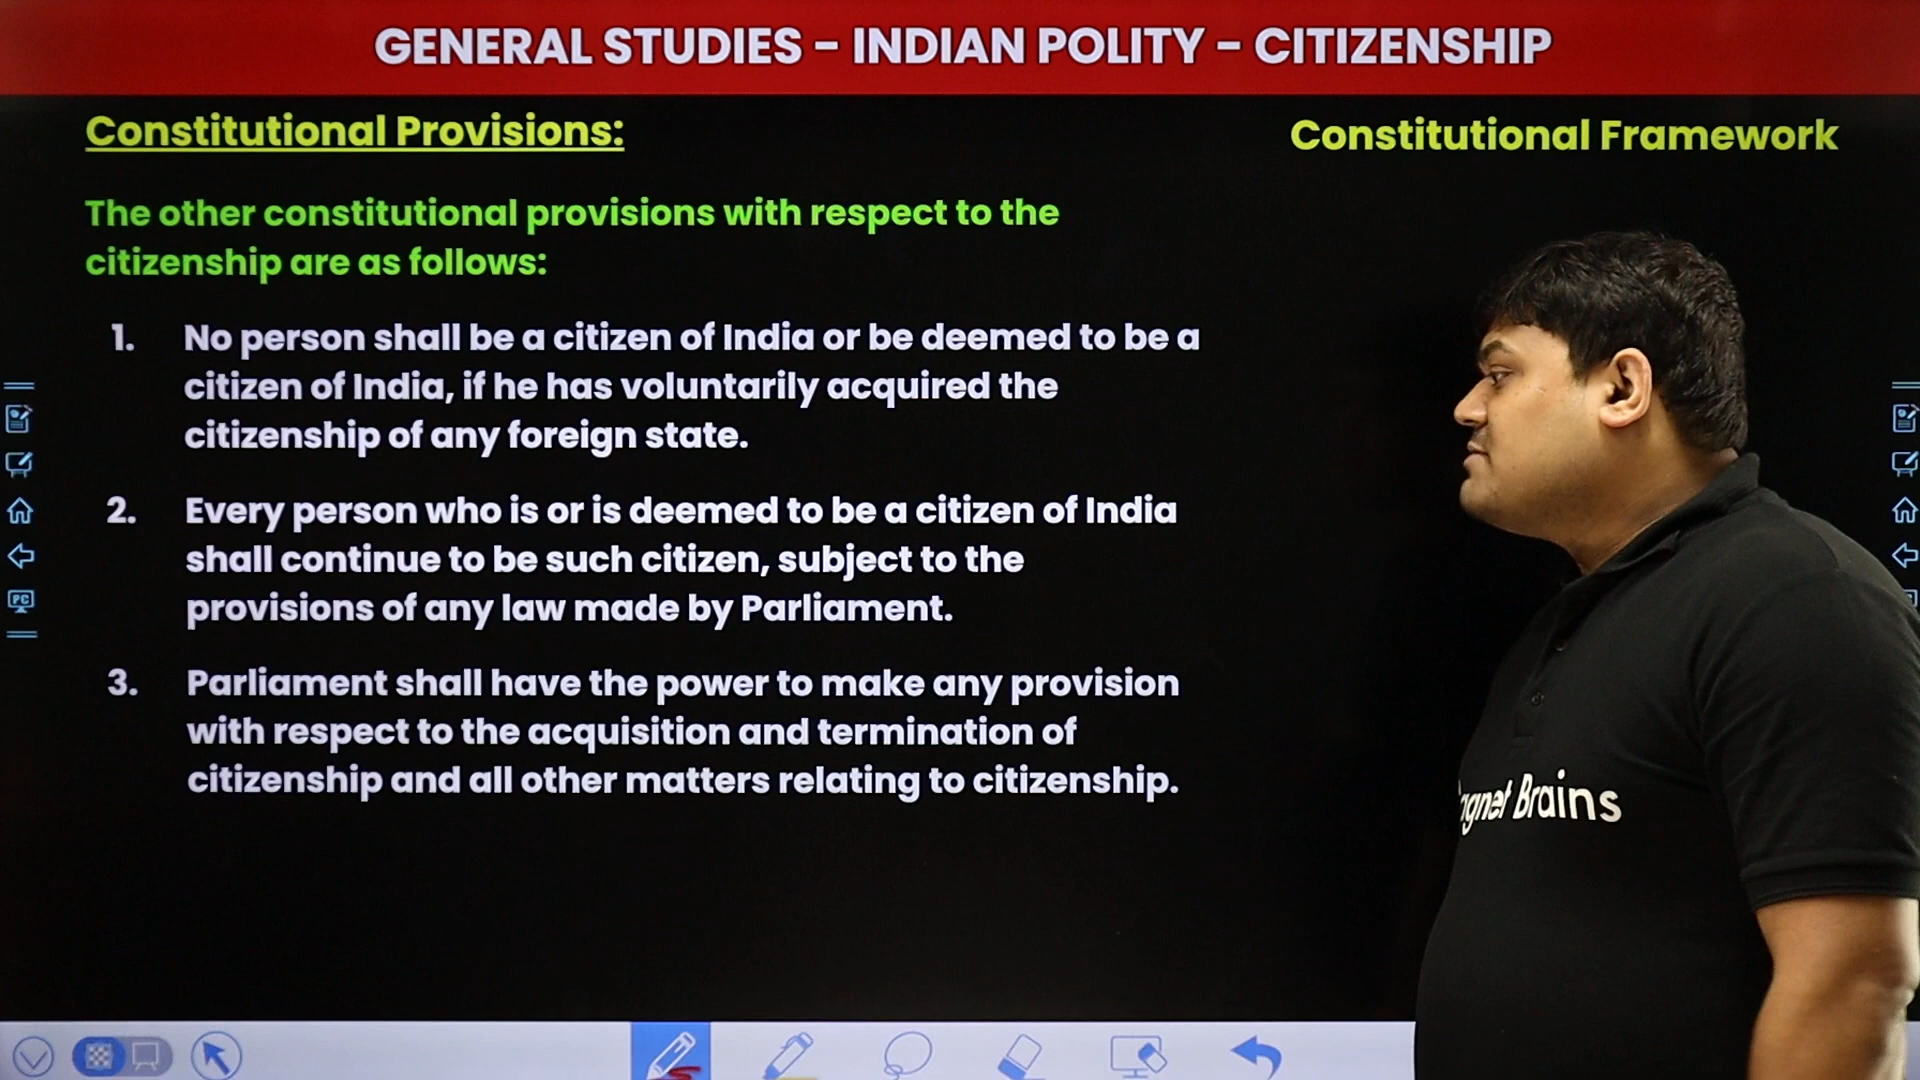 GENERAL STUDIES – INDIAN POLITY – CITIZENSHIP
Constitutional Provisions:
Constitutional Framework
The other constitutional provisions with respect to the
citizenship are as follows:
1. No person shall be a citizen of India or be deemed to be a
citizen of India, if he has voluntarily acquired the
citizenship of any foreign state.
2. Every person who is or is deemed to be a citizen of India
shall continue to be such citizen, subject to the
provisions of any law made by Parliament.
3. Parliament shall have the power to make any provision
with respect to the acquisition and termination of
citizenship and all other matters relating to citizenship.
PC
Brains